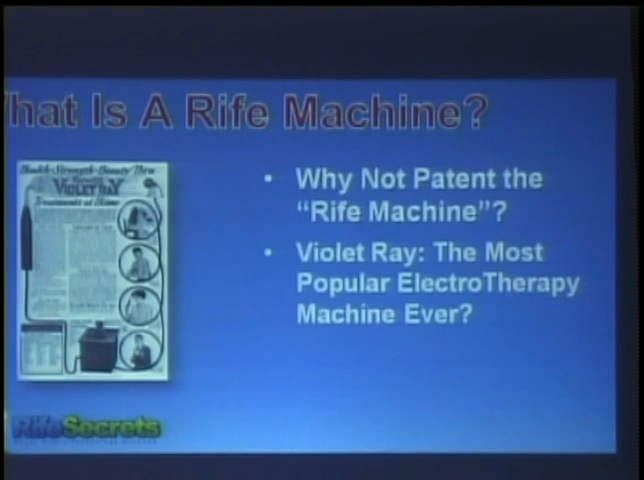 hat Is A Rife Machine?
Health-Strength-Beauty Thru
VIOLET RAY
Treatments at Home
• Why Not Patent the
"Rife Machine"?
• Violet Ray: The Most
Popular ElectroTherapy
Machine Ever?
RifeSecrets